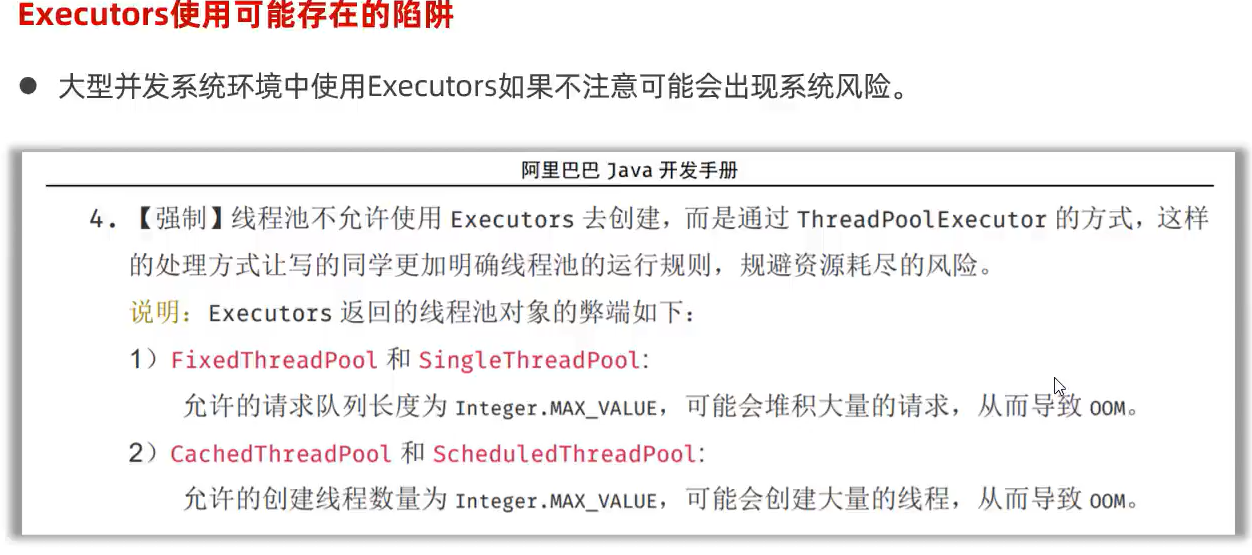 Executors使用可能存在的陷阱
● 大型并发系统环境中使用Executors如果不注意可能会出现系统风险。
阿里巴巴 Java 开发手册
4. 【强制】线程池不允许使用 Executors 去创建，而是通过 ThreadPoolExecutor 的方式，这样
的处理方式让写的同学更加明确线程池的运行规则，规避资源耗尽的风险。
说明：Executors 返回的线程池对象的弊端如下：
1）FixedThreadPool 和 SingleThreadPool:
允许的请求队列长度为 Integer.MAX_VALUE，可能会堆积大量的请求，从而导致 OOM。
2）CachedThreadPool 和 ScheduledThreadPool:
允许的创建线程数量为 Integer.MAX_VALUE，可能会创建大量的线程，从而导致 OOM。